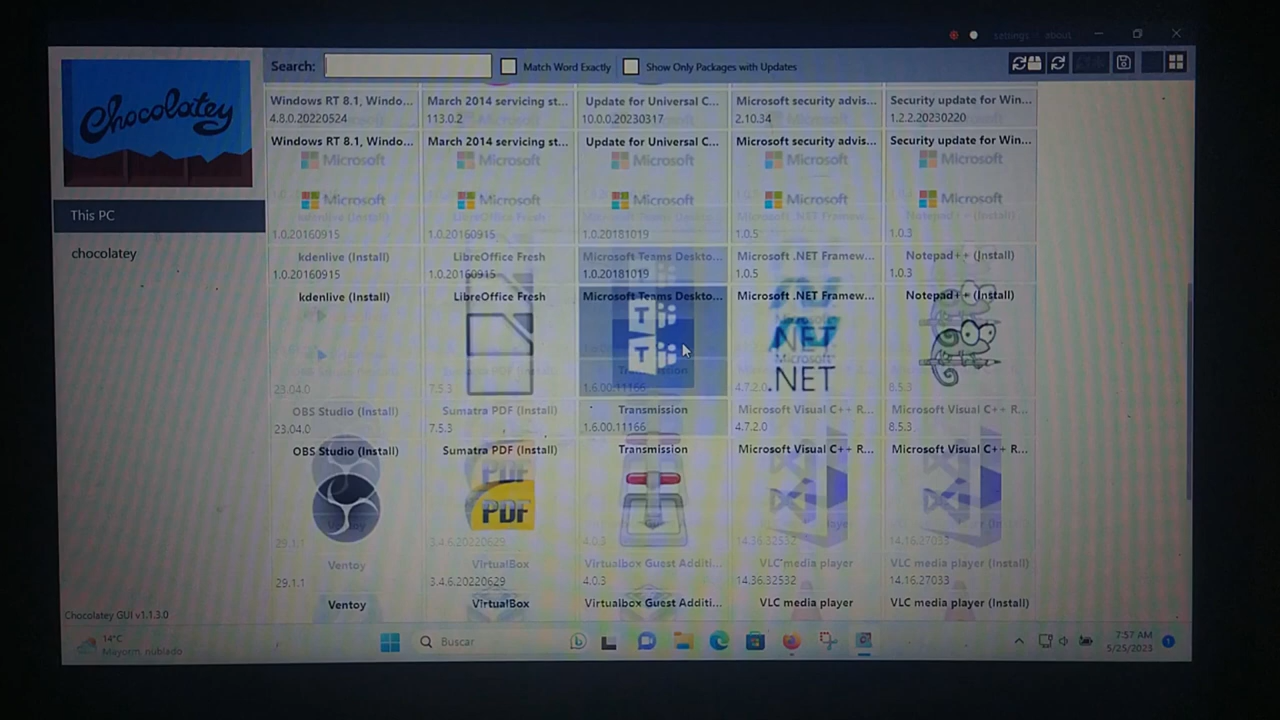 settings about
Search: Match Word Exactly Show Only Packages with Updates
Chocolatey
This PC
chocolatey
Windows RT 8.1, Windo... March 2014 servicing st... Update for Universal C... Microsoft security advis... Security update for Win...
4.8.0.20220524 113.0.2 10.0.0.20230317 2.10.34 1.2.2.20230220
Windows RT 8.1, Windo... March 2014 servicing st... Update for Universal C... Microsoft security advis... Security update for Win...
Microsoft Microsoft Microsoft Microsoft Microsoft
Microsoft Microsoft Microsoft Microsoft Microsoft
1.0.20160915 1.0.20160915 1.0.20181019 1.0.5 1.0.3
kdenlive (Install) LibreOffice Fresh Microsoft Teams Deskto... Microsoft .NET Framew... Notepad++ (Install)
1.0.20160915 1.0.20160915 1.0.20181019 1.0.5 1.0.3
kdenlive (Install) LibreOffice Fresh Microsoft Teams Deskto... Microsoft .NET Framew... Notepad++ (Install)
Microsoft
.NET
23.04.0 7.5.3 1.6.00.11166 4.7.2.0 8.5.3
OBS Studio (Install) Sumatra PDF (Install) Transmission Microsoft Visual C++ R... Microsoft Visual C++ R...
23.04.0 7.5.3 1.6.00.11166 4.7.2.0 8.5.3
OBS Studio (Install) Sumatra PDF (Install) Transmission Microsoft Visual C++ R... Microsoft Visual C++ R...
PDF
PDF
29.1.1 3.4.6.20220629 4.0.3 14.36.32532 14.16.27033
Ventoy VirtualBox Virtualbox Guest Additi... VLC media player VLC media player (Install)
29.1.1 3.4.6.20220629 4.0.3 14.36.32532 14.16.27033
Ventoy VirtualBox Virtualbox Guest Additi... VLC media player VLC media player (Install)
Chocolatey GUI v1.1.3.0
14°C
Mayorm. nublado
Buscar
7:57 AM
5/25/2023
1